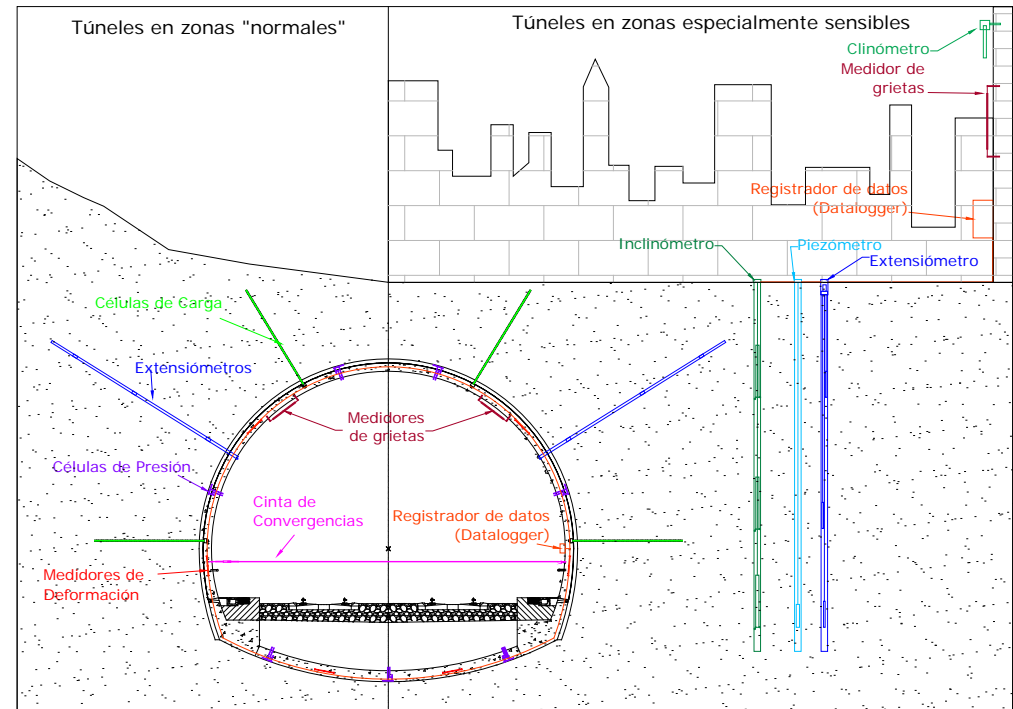 Túneles en zonas "normales"
Túneles en zonas especialmente sensibles
Clinómetro
Medidor de
grietas
Registrador de datos
(Datalogger)
Inclinómetro
Piezómetro
Extensiómetro
Células de Carga
Extensiómetros
Medidores
de grietas
Células de Presión
Cinta de
Convergencias
Registrador de datos
(Datalogger)
Medidores de
Deformación